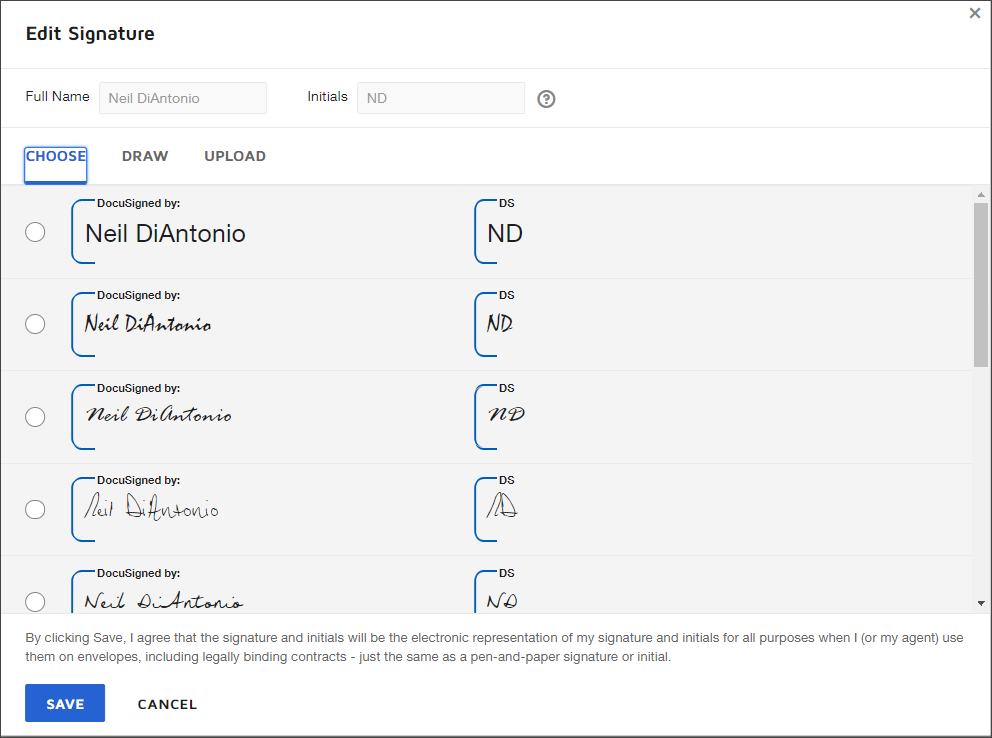 Edit Signature
Full Name Neil DiAntonio Initials ND
CHOOSE DRAW UPLOAD
DocuSigned by: DS
Neil DiAntonio ND
DocuSigned by: DS
Neil DiAntonio ND
DocuSigned by: DS
Neil DiAntonio ND
DocuSigned by: DS
Neil DiAntonio ND
DocuSigned by: DS
Neil DiAntonio ND
By clicking Save, I agree that the signature and initials will be the electronic representation of my signature and initials for all purposes when I (or my agent) use
them on envelopes, including legally binding contracts - just the same as a pen-and-paper signature or initial.
SAVE CANCEL